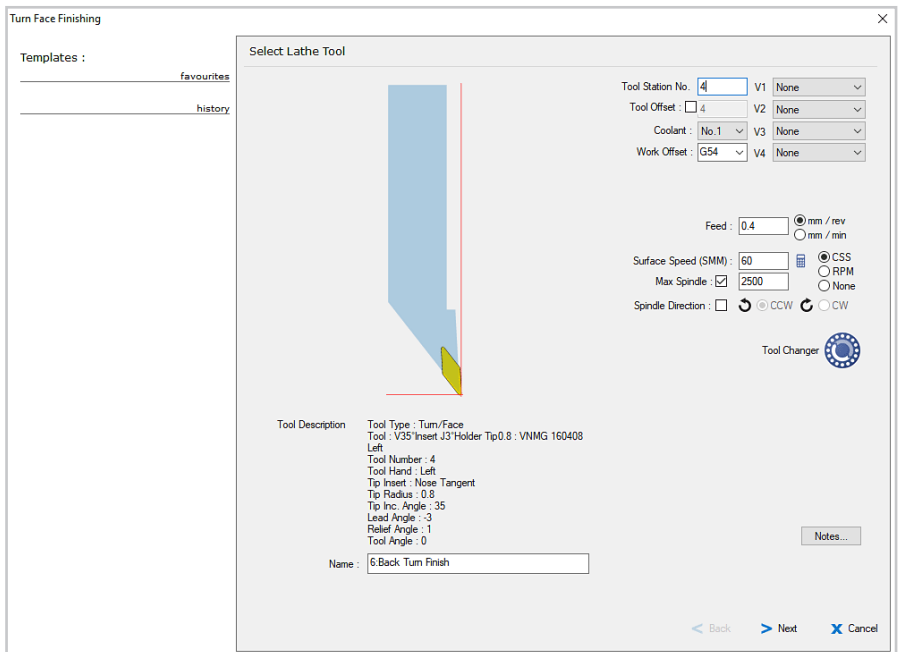 Turn Face Finishing
Templates :
favourites
history
Select Lathe Tool
Tool Station No. 4 V1 None
Tool Offset : 4 V2 None
Coolant : No.1 V3 None
Work Offset : G54 V4 None
Feed : 0.4 mm / rev
mm / min
Surface Speed (SMM) : 60 CSS
RPM
Max Spindle : 2500
None
Spindle Direction : CCW CW
Tool Changer
Tool Description
Tool Type : Turn/Face
Tool : V35°Insert J3°Holder Tip0.8 : VNMG 160408
Left
Tool Number : 4
Tool Hand : Left
Tip Insert : Nose Tangent
Tip Radius : 0.8
Tip Inc. Angle : 35
Lead Angle : -3
Relief Angle : 1
Tool Angle : 0
Notes...
Name : 6:Back Turn Finish
< Back > Next X Cancel